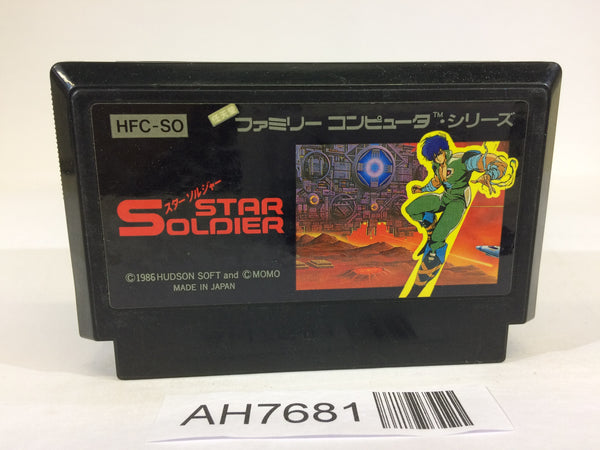 HFC-SO
ファミリー コンピュータ™・シリーズ
スターソルジャー
STAR
SOLDIER
©1986 HUDSON SOFT and ©MOMO
MADE IN JAPAN
AH7681